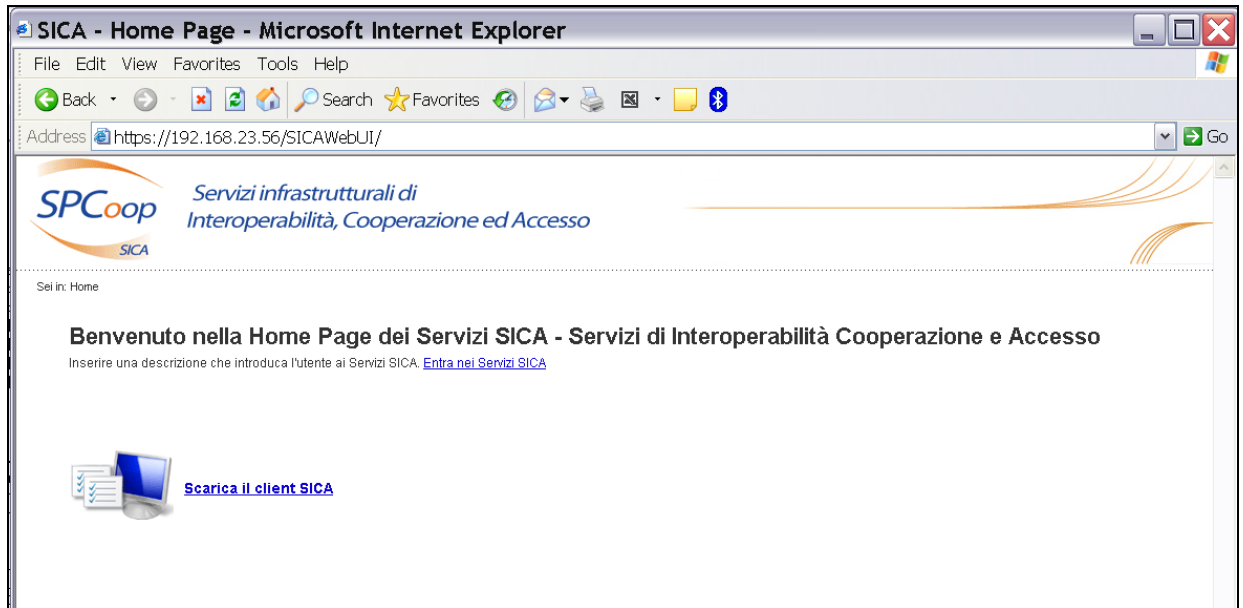 SICA - Home Page - Microsoft Internet Explorer
File Edit View Favorites Tools Help
Back Search Favorites
Address https://192.168.23.56/SICAWebUI/ Go
SPCoop
SICA
Servizi infrastrutturali di
Interoperabilità, Cooperazione ed Accesso
Sei in: Home
Benvenuto nella Home Page dei Servizi SICA - Servizi di Interoperabilità Cooperazione e Accesso
Inserire una descrizione che introduca l'utente ai Servizi SICA. Entra nei Servizi SICA
Scarica il client SICA